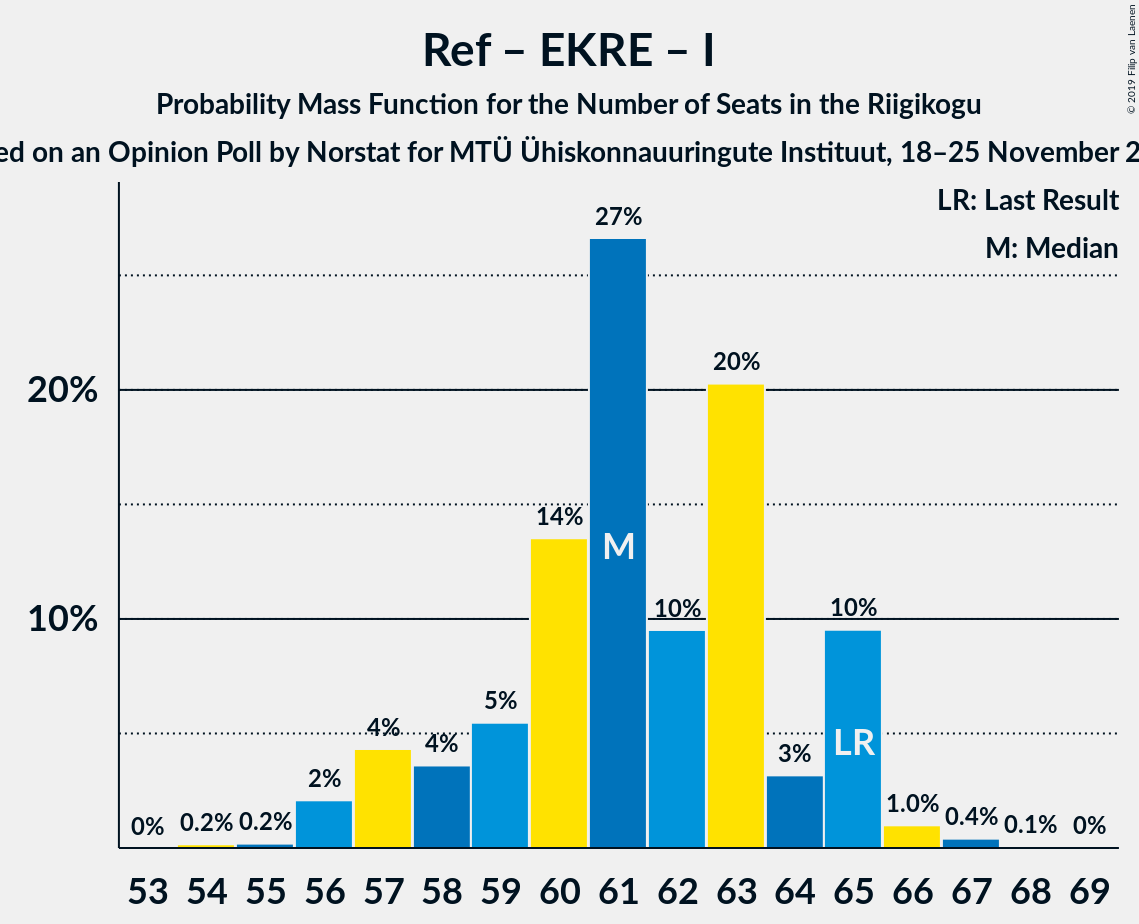 Ref – EKRE – I
Probability Mass Function for the Number of Seats in the Riigikogu
on an Opinion Poll by Norstat for MTÜ Ühiskonnauuringute Instituut, 18–25 November
© 2019 Filip van Laenen
LR: Last Result
M: Median
27%
20%
20%
14%
M
10%
10%
10%
5%
LR
4%
4%
3%
2%
1.0%
0% 0.2% 0.2%
0.4% 0.1% 0%
53 54 55 56 57 58 59 60 61 62 63 64 65 66 67 68 69